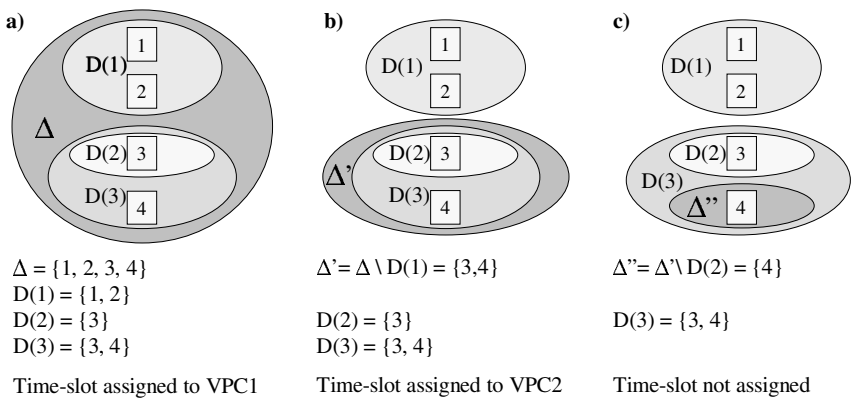 a)
1
D(1)
2
Δ
D(2) 3
D(3)
4
Δ = {1, 2, 3, 4}
D(1) = {1, 2}
D(2) = {3}
D(3) = {3, 4}
Time-slot assigned to VPC1
b)
1
D(1)
2
D(2) 3
Δ'
D(3)
4
Δ'= Δ \ D(1) = {3,4}
D(2) = {3}
D(3) = {3, 4}
Time-slot assigned to VPC2
c)
1
D(1)
2
D(2) 3
D(3)
Δ" 4
Δ"= Δ'\ D(2) = {4}
D(3) = {3, 4}
Time-slot not assigned